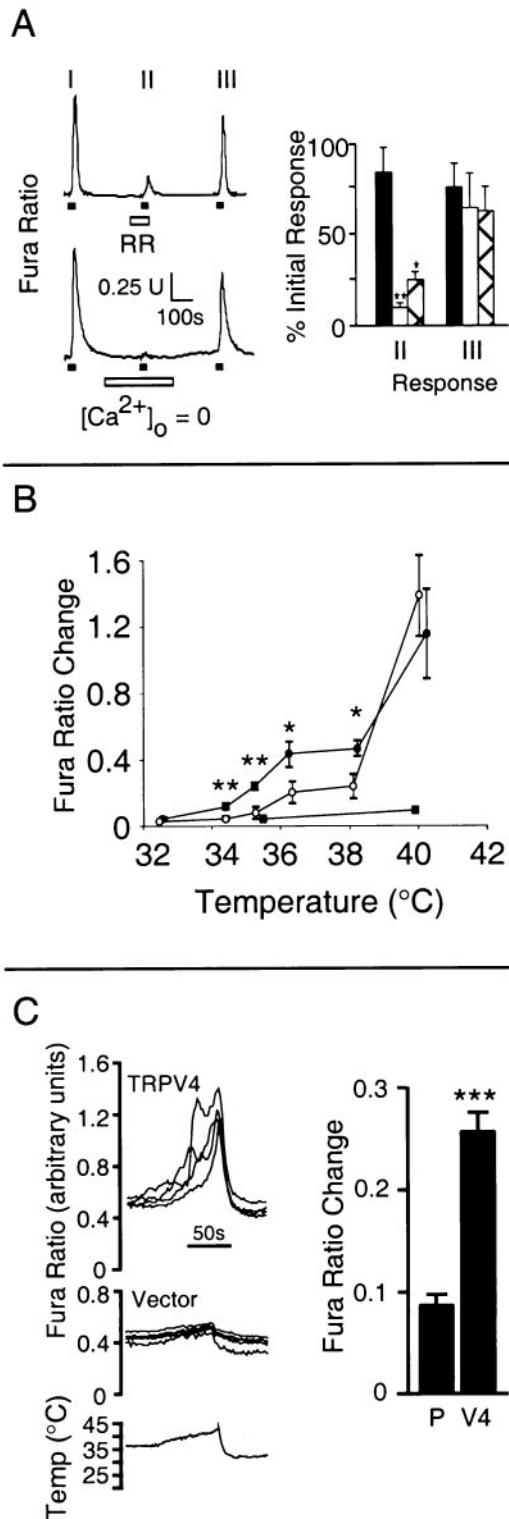 A
I II III
Fura Ratio
RR
0.25 U
100s
[Ca2+]o = 0
% Initial Response
100
50
0
** *
II III
Response
B
Fura Ratio Change
1.6
1.2
0.8
0.4
0
** ** * *
32 34 36 38 40 42
Temperature (°C)
C
Fura Ratio (arbitrary units)
1.6
1.2
0.8
0.4
0
TRPV4
50s
0.8
0.4
0
Vector
Temp (°C)
45
35
25
Fura Ratio Change
0.3
0.2
0.1
0
***
P V4